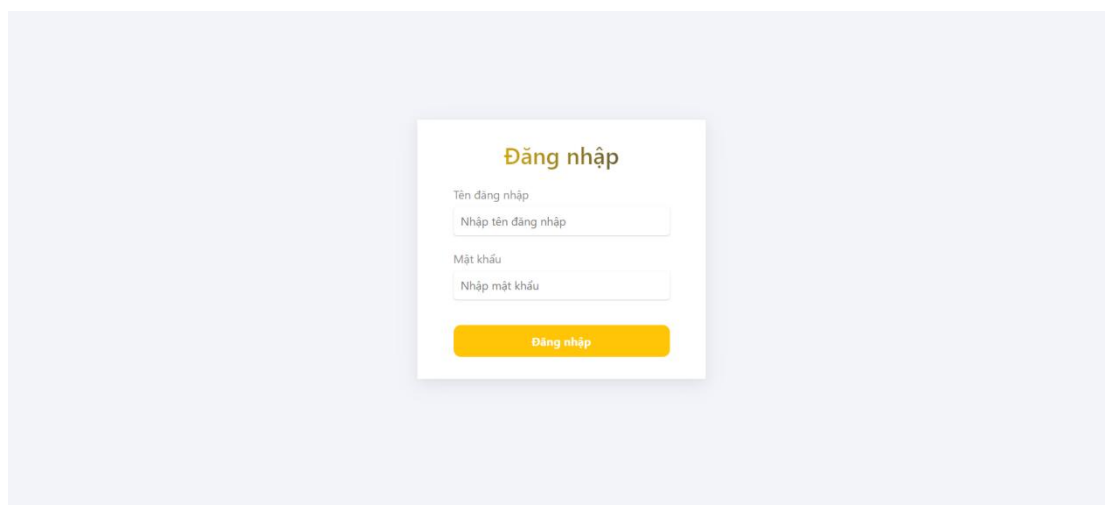 Đăng nhập
Tên đăng nhập
Nhập tên đăng nhập
Mật khẩu
Nhập mật khẩu
Đăng nhập